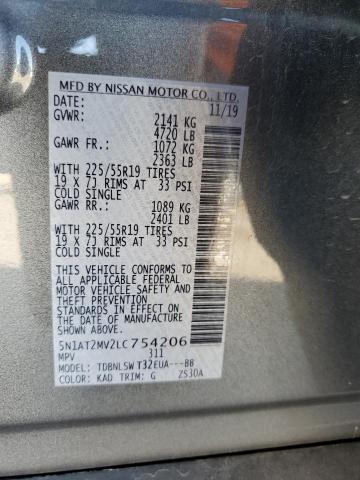 MFD BY NISSAN MOTOR CO., LTD.
DATE: 11/19
GVWR: 2141 KG
4720 LB
GAWR FR.: 1072 KG
2363 LB
WITH 225/55R19 TIRES
19 X 7J RIMS AT 33 PSI
COLD SINGLE
GAWR RR.: 1089 KG
2401 LB
WITH 225/55R19 TIRES
19 X 7J RIMS AT 33 PSI
COLD SINGLE
THIS VEHICLE CONFORMS TO
ALL APPLICABLE FEDERAL
MOTOR VEHICLE SAFETY, BUMPER
AND THEFT PREVENTION
STANDARDS IN EFFECT ON
THE DATE OF MANUFACTURE
SHOWN ABOVE.
5N1AT2MV2LC754206
MPV 311
MODEL: TDBNLSW T32EUA---BB
COLOR: KAD TRIM: G ZS30A